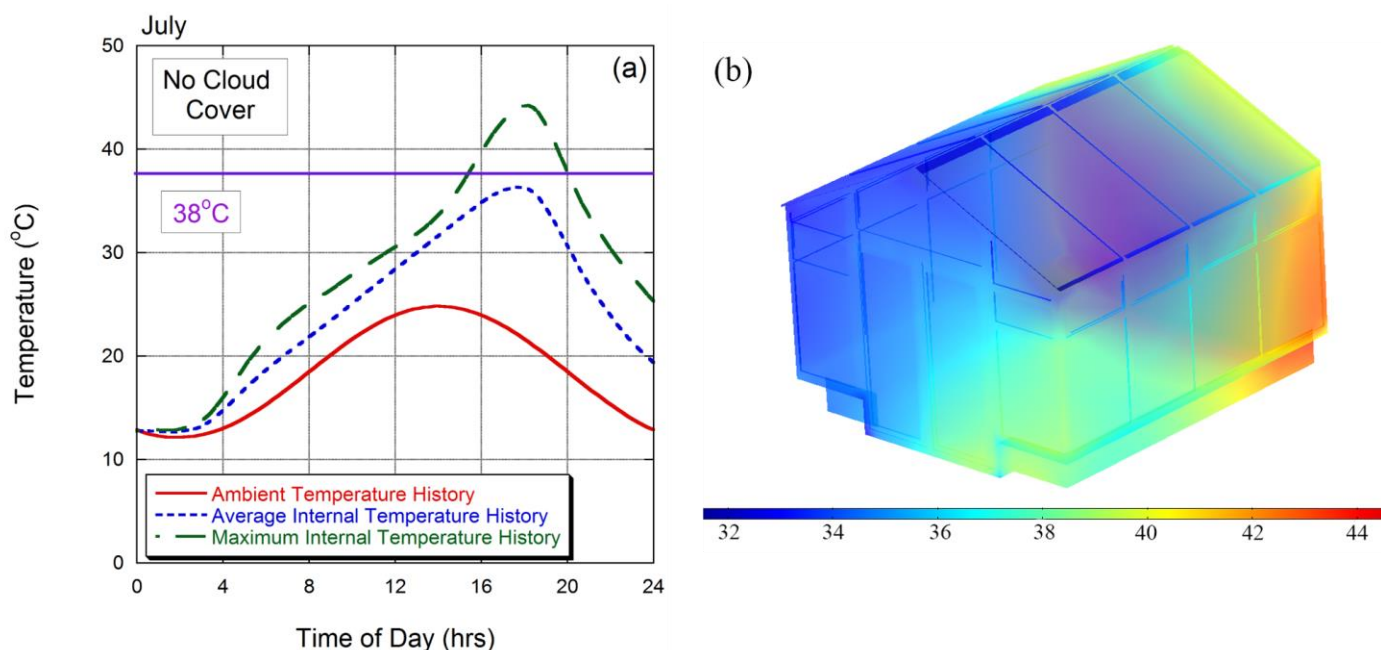 July
50
40
30
20
10
0
Temperature (°C)
No Cloud
Cover
(a)
38°C
Ambient Temperature History
Average Internal Temperature History
Maximum Internal Temperature History
0 4 8 12 16 20 24
Time of Day (hrs)
(b)
32 34 36 38 40 42 44